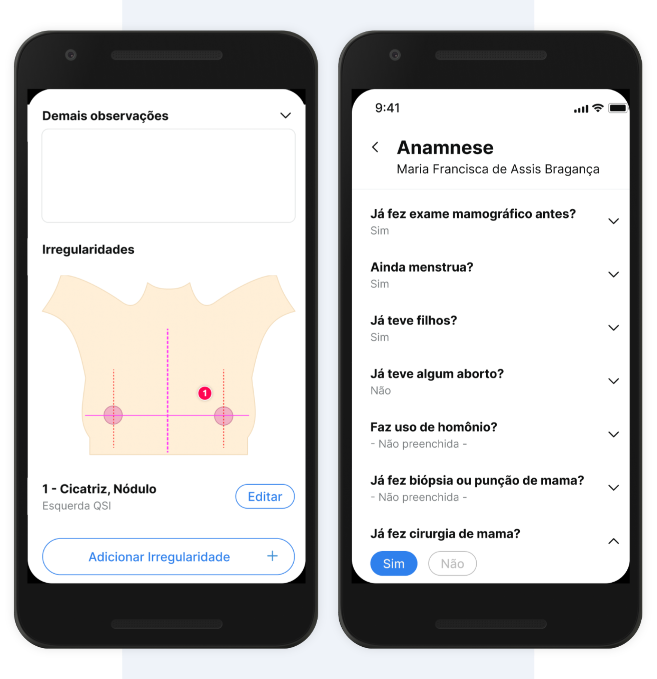 Demais observações
Irregularidades
1
1 - Cicatriz, Nódulo
Esquerda QSI
Editar
Adicionar Irregularidade +
9:41
Anamnese
Maria Francisca de Assis Bragança
Já fez exame mamográfico antes?
Sim
Ainda menstrua?
Sim
Já teve filhos?
Sim
Já teve algum aborto?
Não
Faz uso de homônio?
- Não preenchida -
Já fez biópsia ou punção de mama?
- Não preenchida -
Já fez cirurgia de mama?
Sim Não